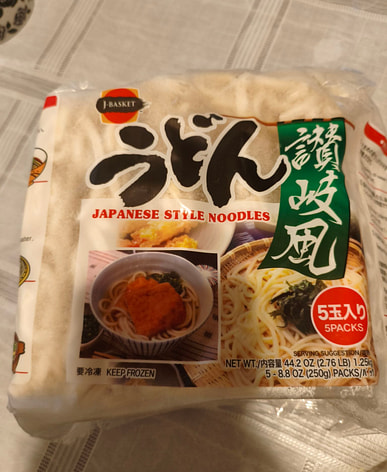 J-BASKET
うどん
讃岐風
JAPANESE STYLE NOODLES
5玉入り
5PACKS
SERVING SUGGESTION
NET WT/内容量 44.2 OZ (2.76 LB) 1.25
5 - 8.8 OZ (250g) PACKS/
要冷凍 KEEP FROZEN